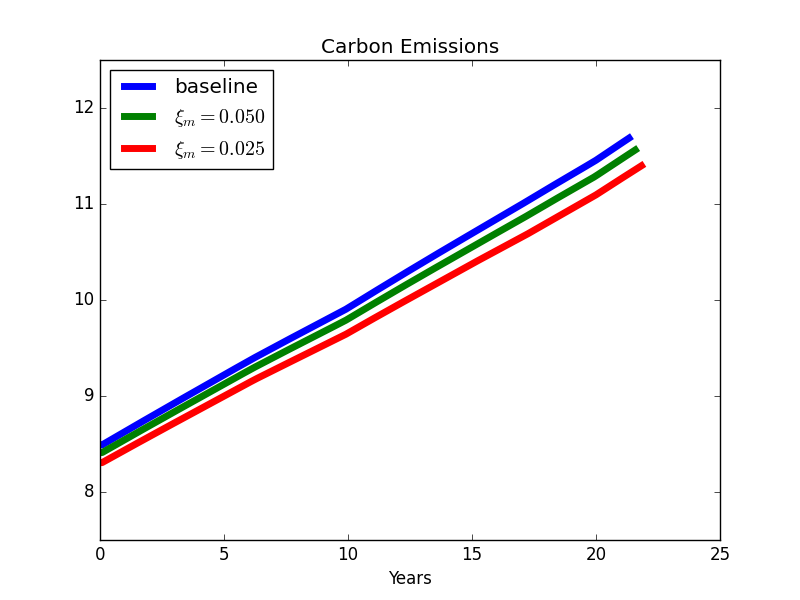 Carbon Emissions
baseline
ξₘ = 0.050
ξₘ = 0.025
12
11
10
9
8
0 5 10 15 20 25
Years